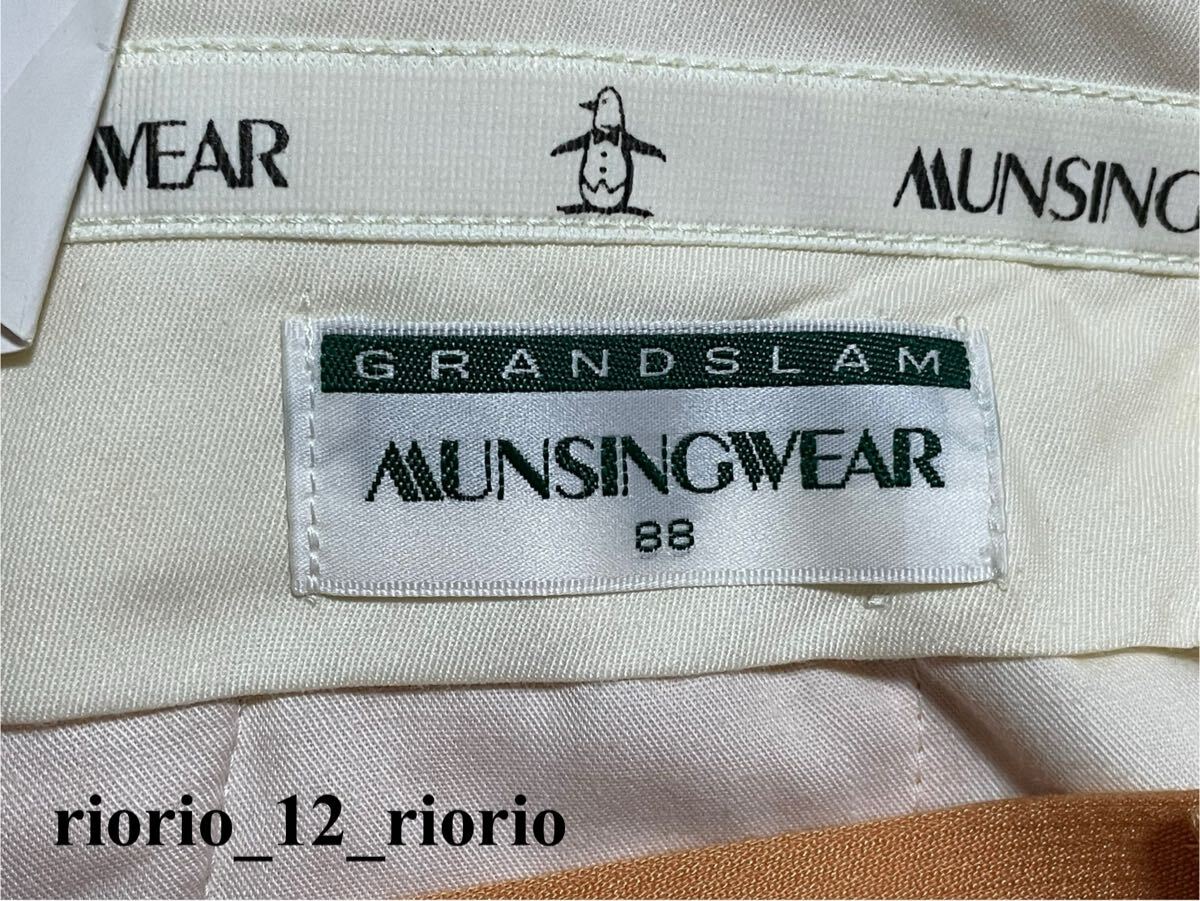 WEAR MUNSING
GRANDSLAM
MUNSINGWEAR
88
riorio_12_riorio